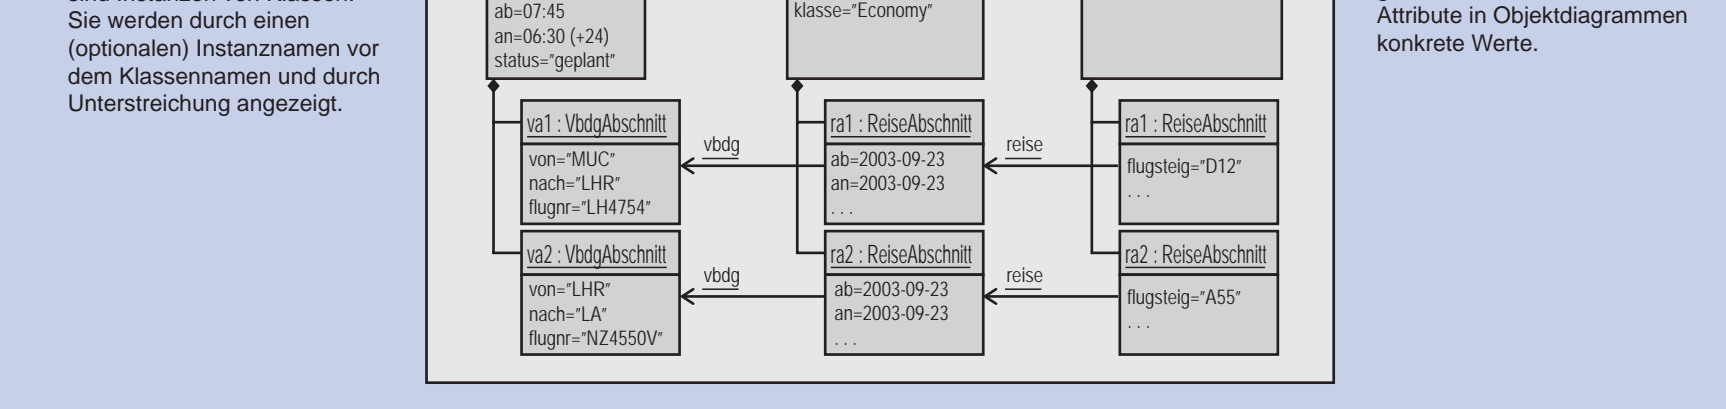 Sie werden durch einen
(optionalen) Instanznamen vor
dem Klassennamen und durch
Unterstreichung angezeigt.
ab=07:45
an=06:30 (+24)
status="geplant"
klasse="Economy"
va1 : VbdgAbschnitt
von="MUC"
nach="LHR"
flugnr="LH4754"
vbdg
ra1 : ReiseAbschnitt
ab=2003-09-23
an=2003-09-23
. . .
reise
ra1 : ReiseAbschnitt
flugsteig="D12"
. . .
va2 : VbdgAbschnitt
von="LHR"
nach="LA"
flugnr="NZ4550V"
vbdg
ra2 : ReiseAbschnitt
ab=2003-09-23
an=2003-09-23
. . .
reise
ra2 : ReiseAbschnitt
flugsteig="A55"
. . .
Attribute in Objektdiagrammen
konkrete Werte.